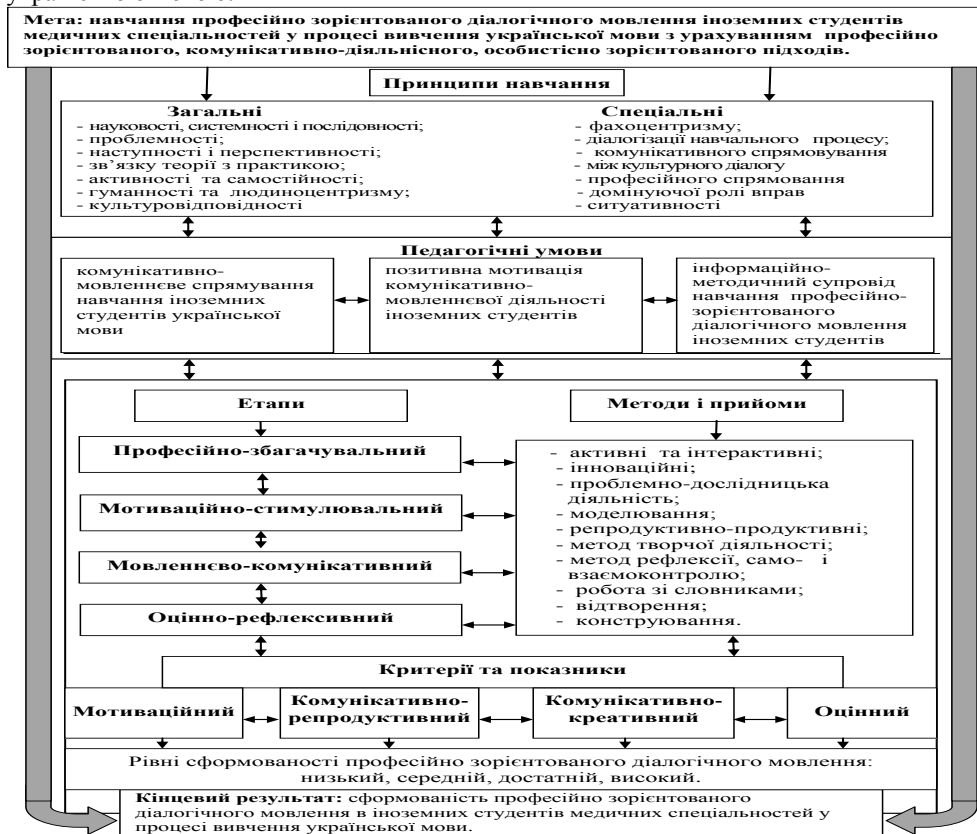 Мета: навчання професійно зорієнтованого діалогічного мовлення іноземних студентів
медичних спеціальностей у процесі вивчення української мови з урахуванням професійно
зорієнтованого, комунікативно-діяльнісного, особистісно зорієнтованого підходів.
Принципи навчання
Загальні
- науковості, системності і послідовності;
- проблемності;
- наступності і перспективності;
- зв’язку теорії з практикою;
- активності та самостійності;
- гуманності та людиноцентризму;
- культуровідповідності
Спеціальні
- фахоцентризму;
- діалогізації навчального процесу;
- комунікативного спрямовування
- між культурного діалогу
- професійного спрямовання
- домінуючої ролі вправ
- ситуативності
Педагогічні умови
комунікативно-
мовленнєве спрямування
навчання іноземних
студентів української
мови
позитивна мотивація
комунікативно-
мовленнєвої діяльності
іноземних студентів
інформаційно-
методичний супровід
навчання професійно-
зорієнтованого
діалогічного мовлення
іноземних студентів
Етапи
Професійно-збагачувальний
Мотиваційно-стимулювальний
Мовленнєво-комунікативний
Оцінно-рефлексивний
Методи і прийоми
- активні та інтерактивні;
- інноваційні;
- проблемно-дослідницька
діяльність;
- моделювання;
- репродуктивно-продуктивні;
- метод творчої діяльності;
- метод рефлексії, само- і
взаємоконтролю;
- робота зі словниками;
- відтворення;
- конструювання.
Критерії та показники
Мотиваційний
Комунікативно-
репродуктивний
Комунікативно-
креативний
Оцінний
Рівні сформованості професійно зорієнтованого діалогічного мовлення:
низький, середній, достатній, високий.
Кінцевий результат: сформованість професійно зорієнтованого
діалогічного мовлення в іноземних студентів медичних спеціальностей у
процесі вивчення української мови.